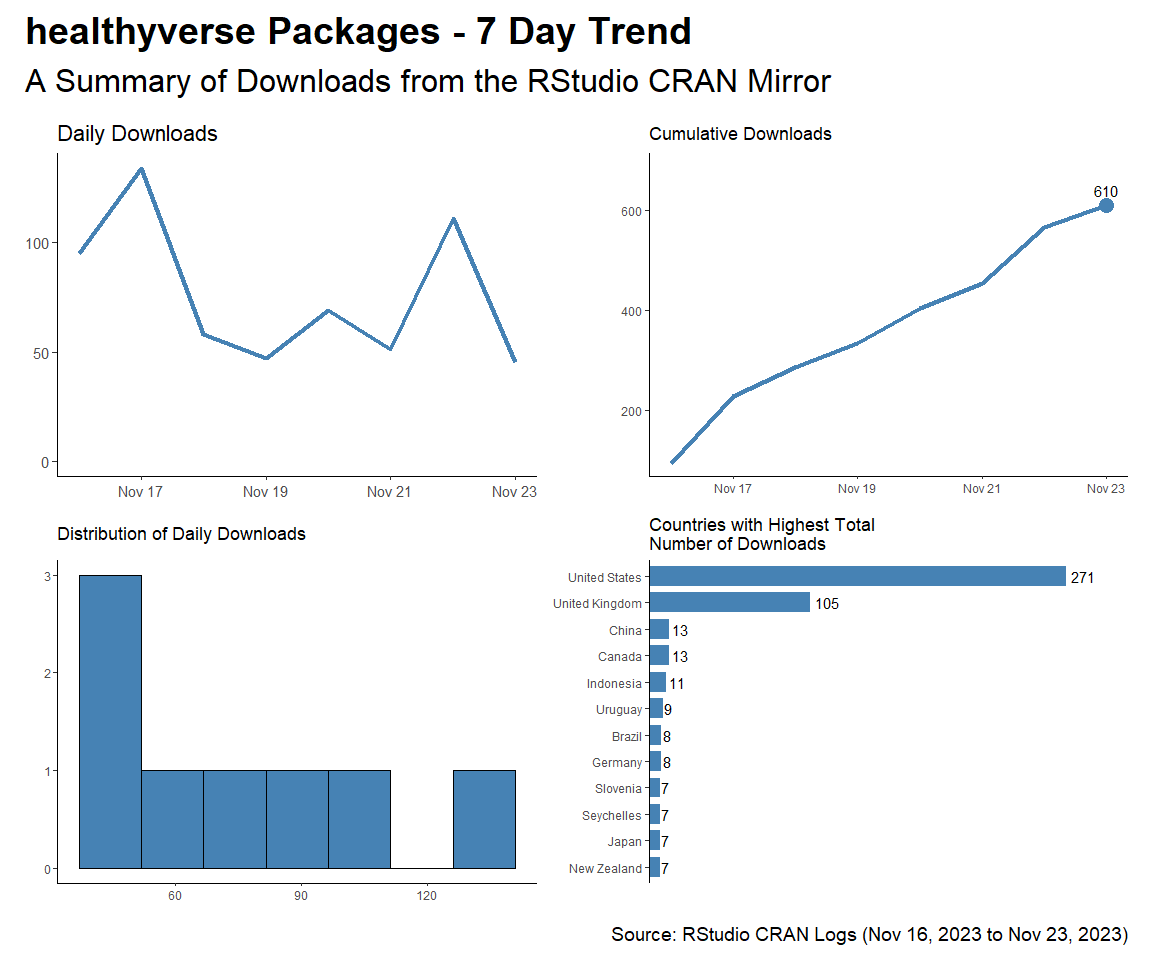 healthyverse Packages - 7 Day Trend
A Summary of Downloads from the RStudio CRAN Mirror
Daily Downloads
100
50
0
Nov 17 Nov 19 Nov 21 Nov 23
Cumulative Downloads
610
600
400
200
Nov 17 Nov 19 Nov 21 Nov 23
Distribution of Daily Downloads
3
2
1
0
60 90 120
Countries with Highest Total
Number of Downloads
United States 271
United Kingdom 105
China 13
Canada 13
Indonesia 11
Uruguay 9
Brazil 8
Germany 8
Slovenia 7
Seychelles 7
Japan 7
New Zealand 7
Source: RStudio CRAN Logs (Nov 16, 2023 to Nov 23, 2023)